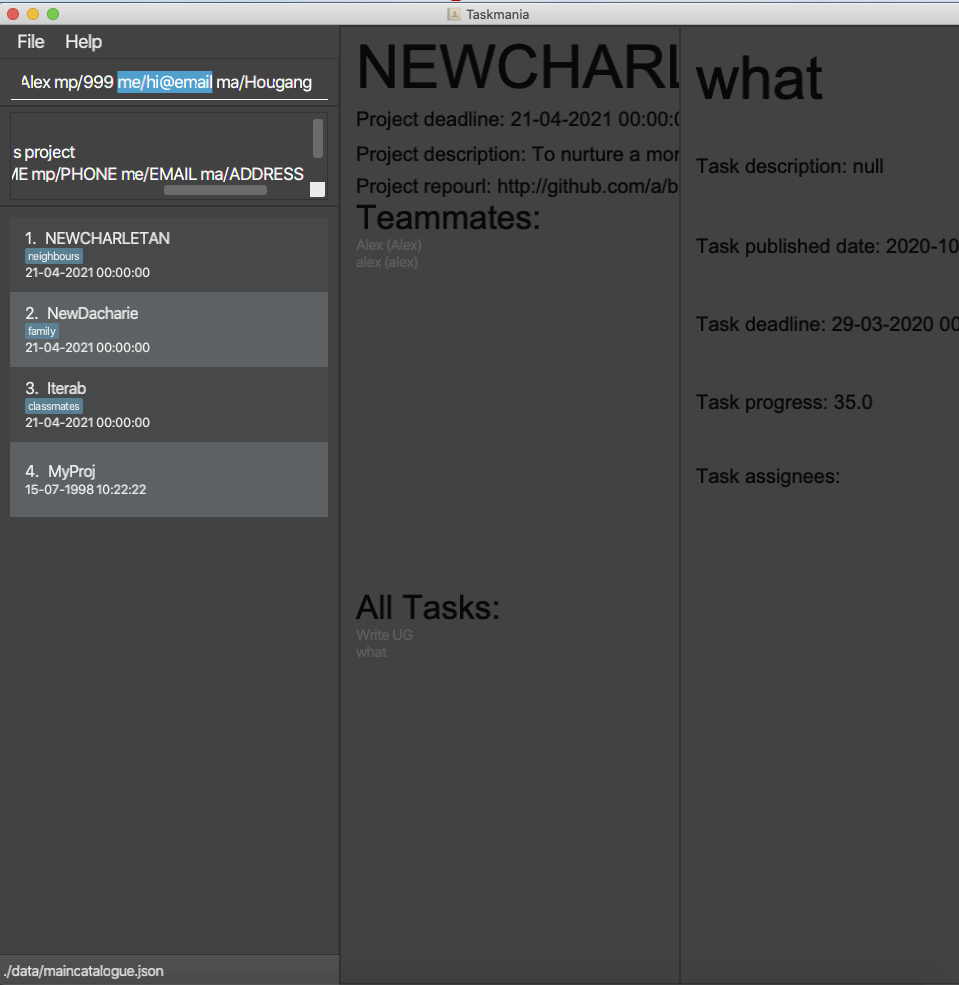 Taskmania
File Help
Alex mp/999 me/hi@email ma/Hougang
s project
ME mp/PHONE me/EMAIL ma/ADDRESS
1. NEWCHARLETAN
neighbours
21-04-2021 00:00:00
2. NewDacharie
family
21-04-2021 00:00:00
3. Iterab
classmates
21-04-2021 00:00:00
4. MyProj
15-07-1998 10:22:22
./data/maincatalogue.json
NEWCHARL
Project deadline: 21-04-2021 00:00:0
Project description: To nurture a mor
Project repourl: http://github.com/a/b
Teammates:
Alex (Alex)
alex (alex)
All Tasks:
Write UG
what
what
Task description: null
Task published date: 2020-10
Task deadline: 29-03-2020 00
Task progress: 35.0
Task assignees: